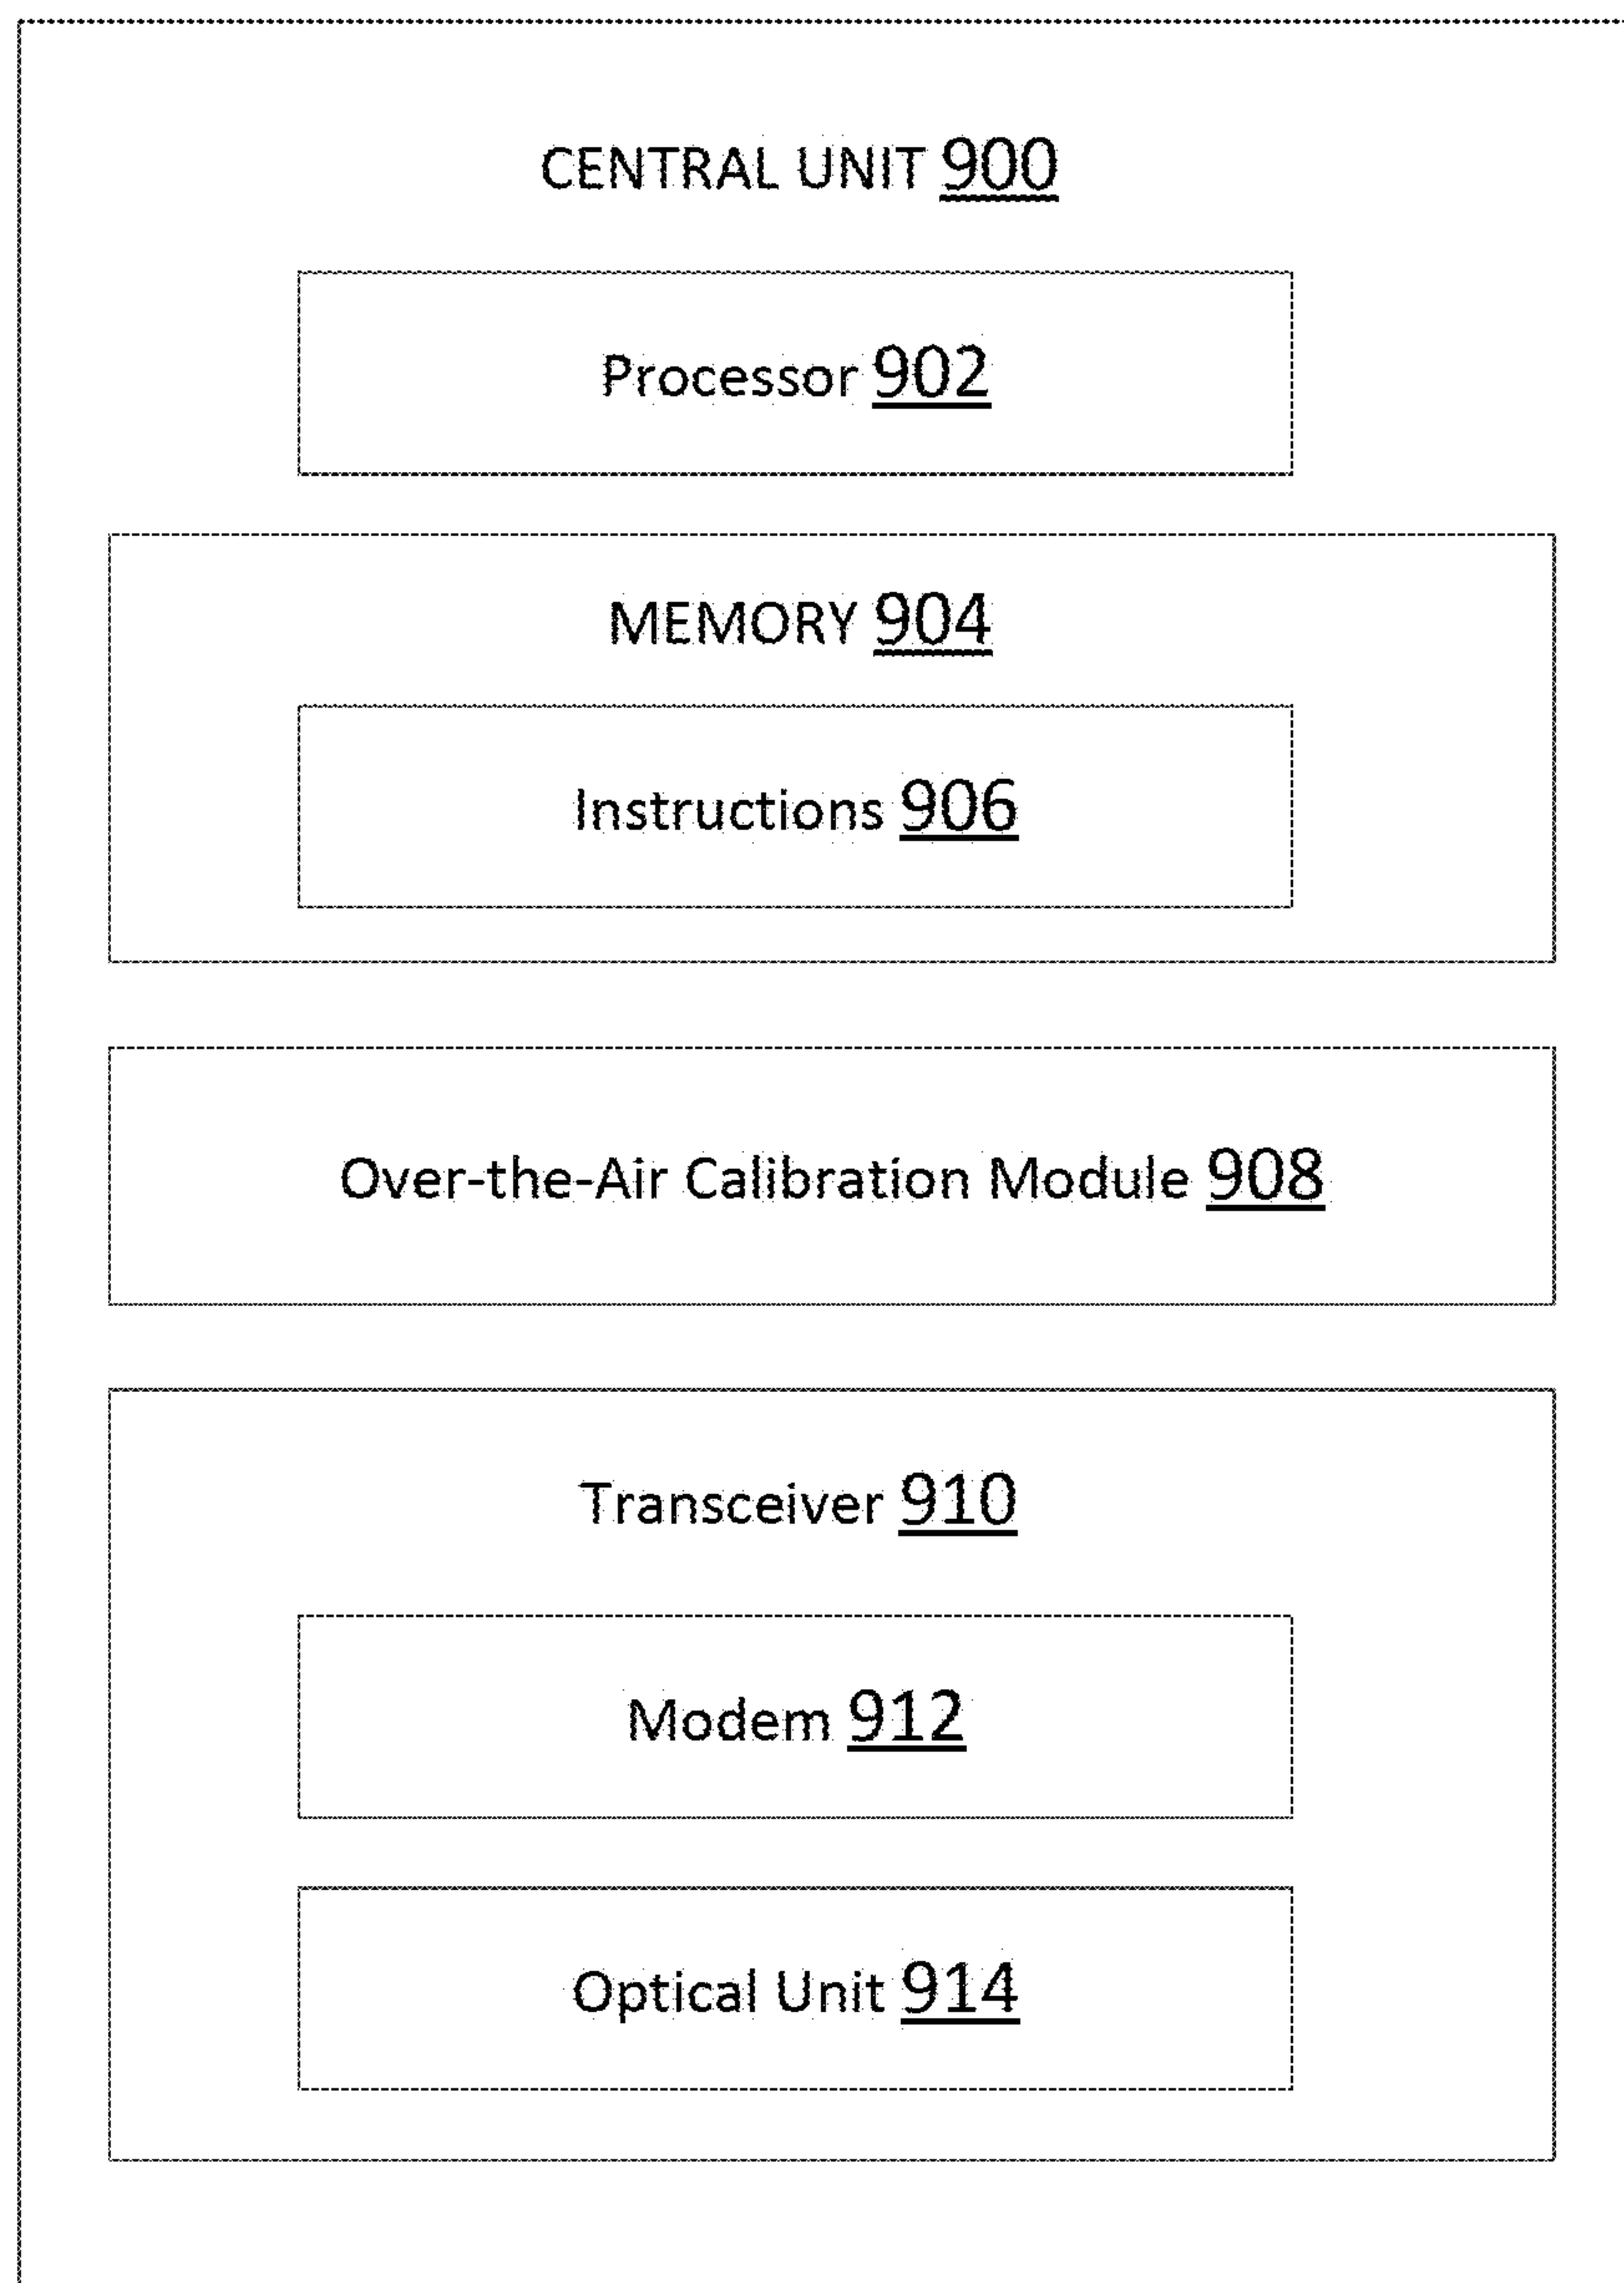 CENTRAL UNIT 900
Processor 902
MEMORY 904
Instructions 906
Over-the-Air Calibration Module 908
Transceiver 910
Modem 912
Optical Unit 914